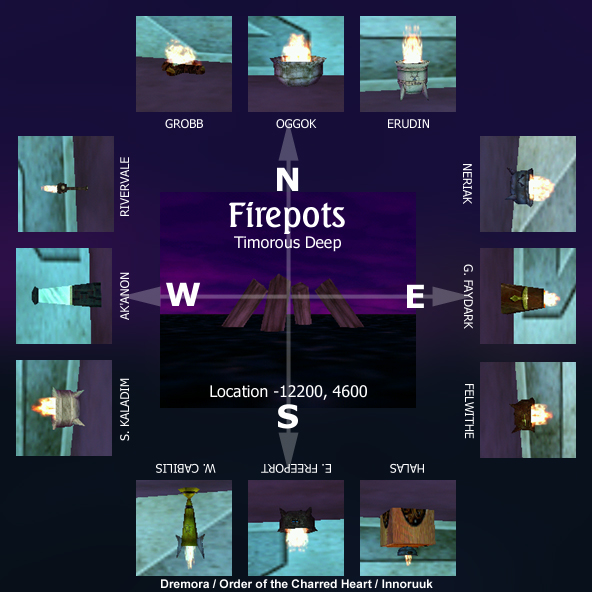 GROBB
OGGOK
ERUDIN
RIVERVALE
NERIAK
N
Firepots
Timorous Deep
AK'ANON
W
E
G. FAYDARK
S. KALADIM
FELWITHE
Location -12200, 4600
S
W. CABILIS
E. FREEPORT
HALAS
Dremora / Order of the Charred Heart / Innoruuk